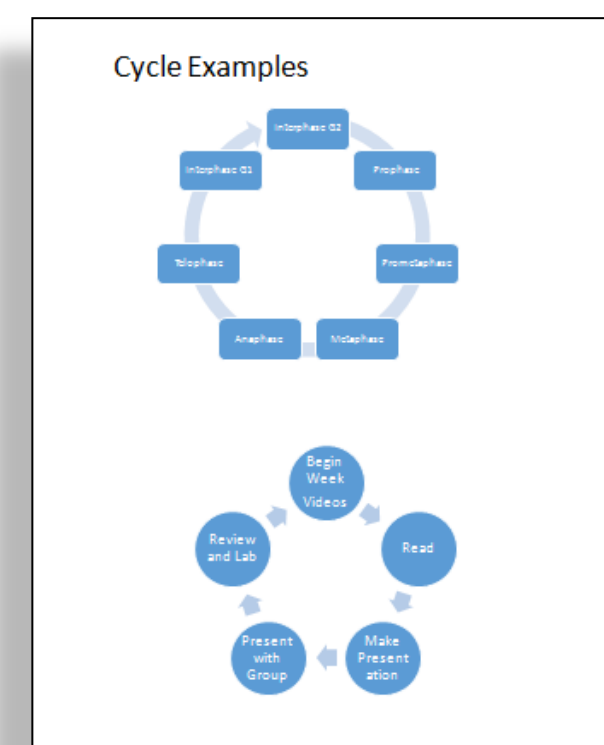 Cycle Examples
Interphase G2
Interphase G1
Prophase
Telophase
Prometaphase
Anaphase
Metaphase
Begin
Week
Videos
Review
and Lab
Read
Present
with
Group
Make
Present
ation